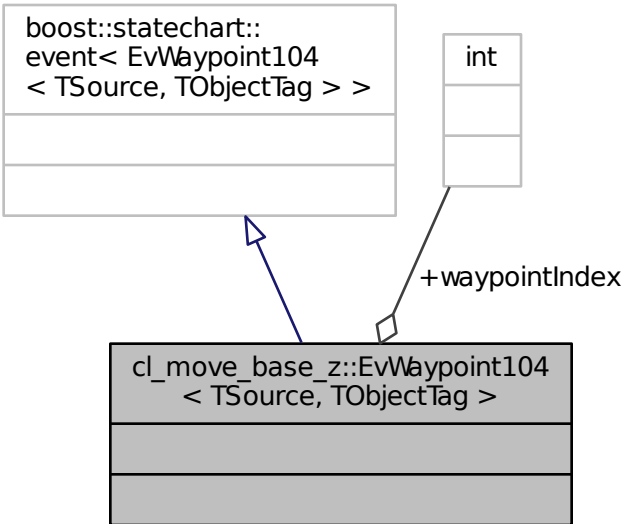 boost::statechart::
event< EvWaypoint104
< TSource, TObjectTag > >
int
+waypointIndex
cl_move_base_z::EvWaypoint104
< TSource, TObjectTag >